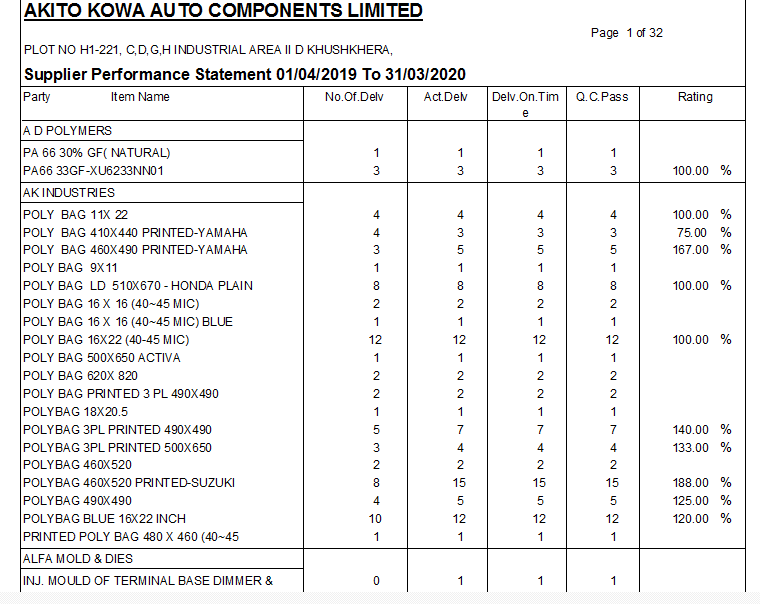 AKITO KOWA AUTO COMPONENTS LIMITED
Page 1 of 32
PLOT NO H1-221, C,D,G,H INDUSTRIAL AREA II D KHUSHKHERA,
Supplier Performance Statement 01/04/2019 To 31/03/2020
Party Item Name No.Of.Delv Act.Delv Delv.On.Tim e Q.C.Pass Rating
A D POLYMERS
PA 66 30% GF( NATURAL) 1 1 1 1
PA66 33GF-XU6233NN01 3 3 3 3 100.00 %
AK INDUSTRIES
POLY BAG 11X 22 4 4 4 4 100.00 %
POLY BAG 410X440 PRINTED-YAMAHA 4 3 3 3 75.00 %
POLY BAG 460X490 PRINTED-YAMAHA 3 5 5 5 167.00 %
POLY BAG 9X11 1 1 1 1
POLY BAG LD 510X670 - HONDA PLAIN 8 8 8 8 100.00 %
POLY BAG 16 X 16 (40~45 MIC) 2 2 2 2
POLY BAG 16 X 16 (40~45 MIC) BLUE 1 1 1 1
POLY BAG 16X22 (40-45 MIC) 12 12 12 12 100.00 %
POLY BAG 500X650 ACTIVA 1 1 1 1
POLY BAG 620X 820 2 2 2 2
POLY BAG PRINTED 3 PL 490X490 2 2 2 2
POLYBAG 18X20.5 1 1 1 1
POLYBAG 3PL PRINTED 490X490 5 7 7 7 140.00 %
POLYBAG 3PL PRINTED 500X650 3 4 4 4 133.00 %
POLYBAG 460X520 2 2 2 2
POLYBAG 460X520 PRINTED-SUZUKI 8 15 15 15 188.00 %
POLYBAG 490X490 4 5 5 5 125.00 %
POLYBAG BLUE 16X22 INCH 10 12 12 12 120.00 %
PRINTED POLY BAG 480 X 460 (40~45 1 1 1 1
ALFA MOLD & DIES
INJ. MOULD OF TERMINAL BASE DIMMER & 0 1 1 1